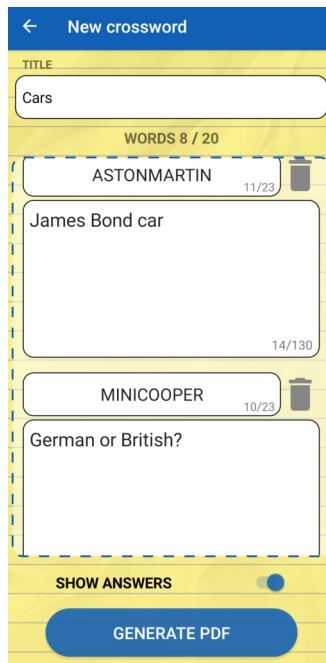 New crossword
TITLE
Cars
WORDS 8 / 20
ASTONMARTIN
11/23
James Bond car
14/130
MINICOOPER
10/23
German or British?
SHOW ANSWERS
GENERATE PDF